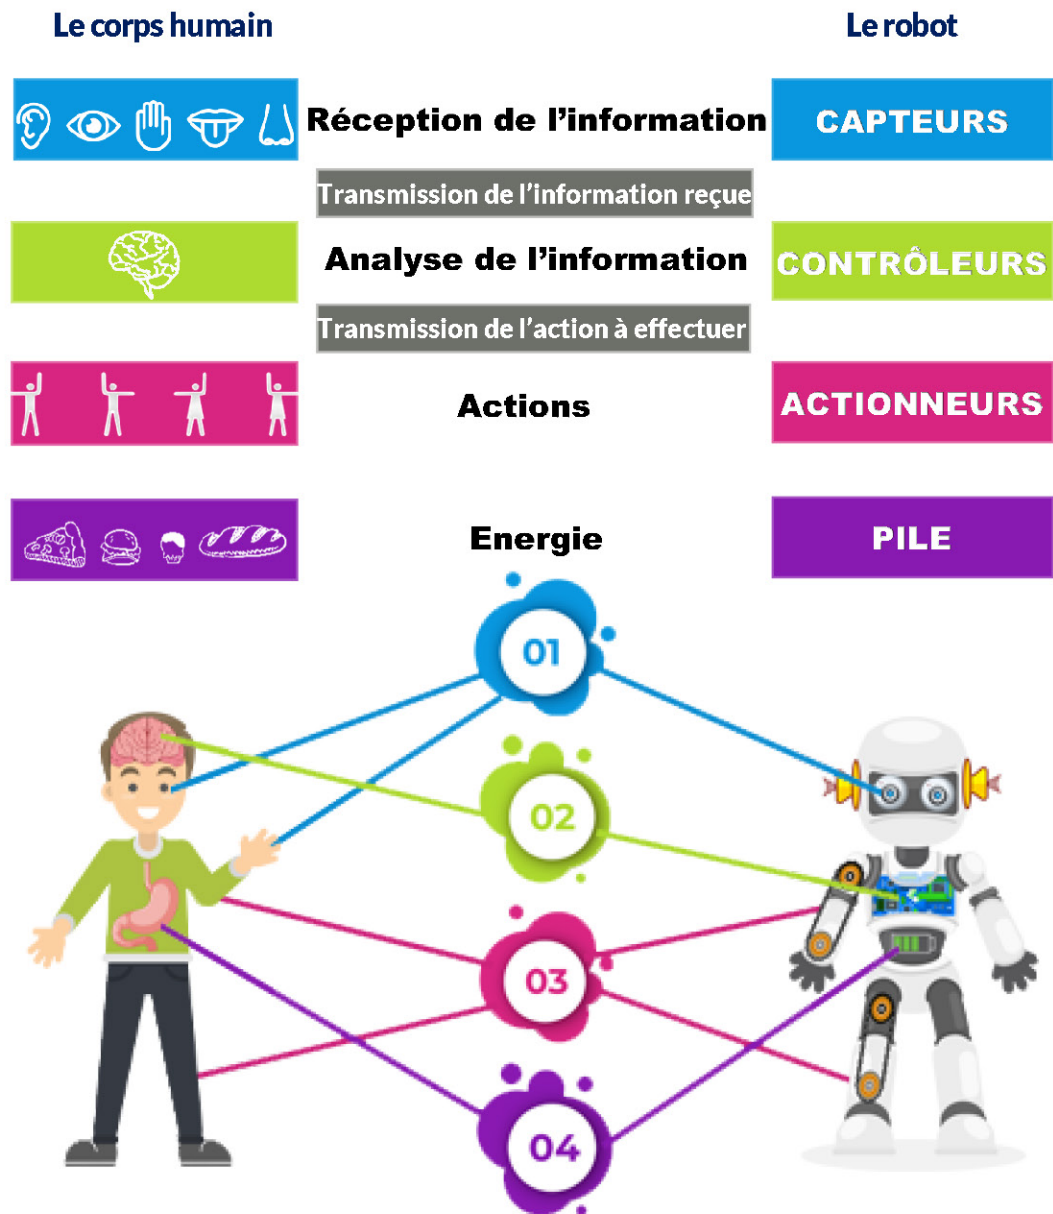 Le corps humain
Le robot
Réception de l'information
CAPTEURS
Transmission de l'information reçue
Analyse de l'information
CONTRÔLEURS
Transmission de l'action à effectuer
Actions
ACTIONNEURS
Energie
PILE
01
02
03
04